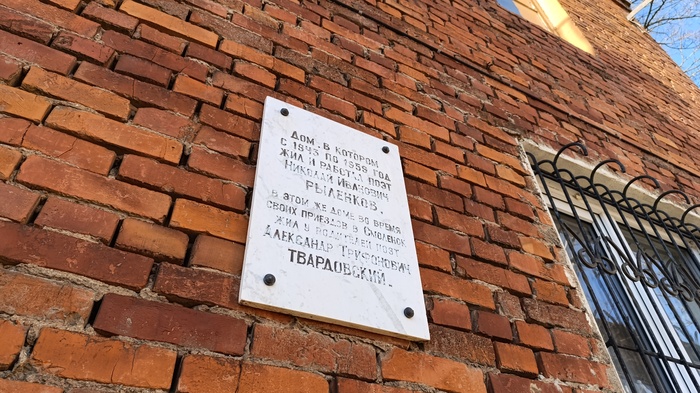 Дом, в котором
с 1943 по 1959 год
жил и работал поэт
Николай Иванович
Рыленков.
В этом же доме во время
своих приездов в Смоленск
жил у родителей поэт
Александр Трифонович
Твардовский.